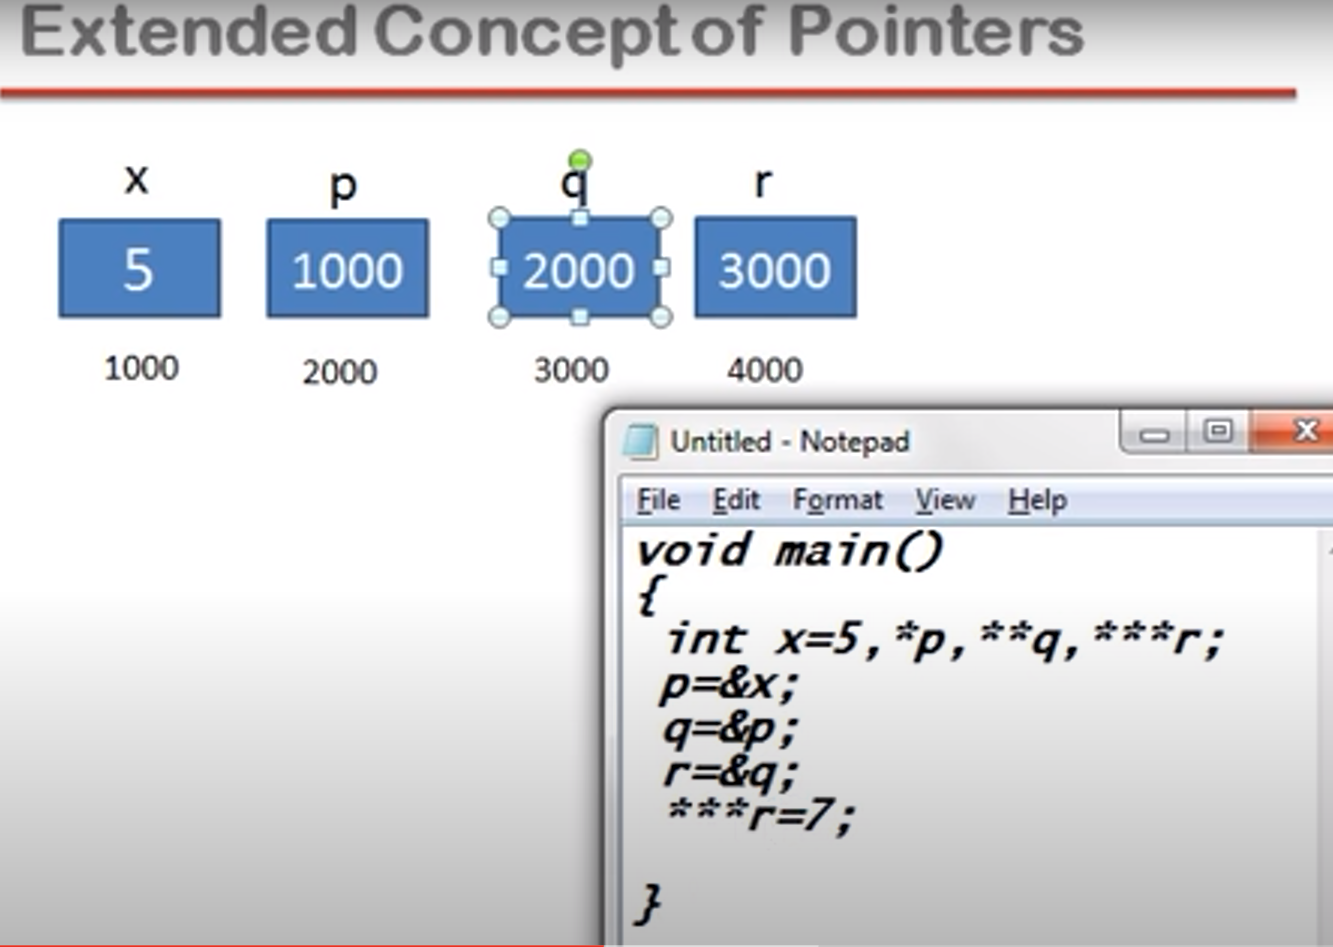 Extended Concept of Pointers
x p q r
5 1000 2000 3000
1000 2000 3000 4000
Untitled - Notepad
File Edit Format View Help
void main()
{
int x=5,*p,**q,***r;
p=&x;
q=&p;
r=&q;
***r=7;
}